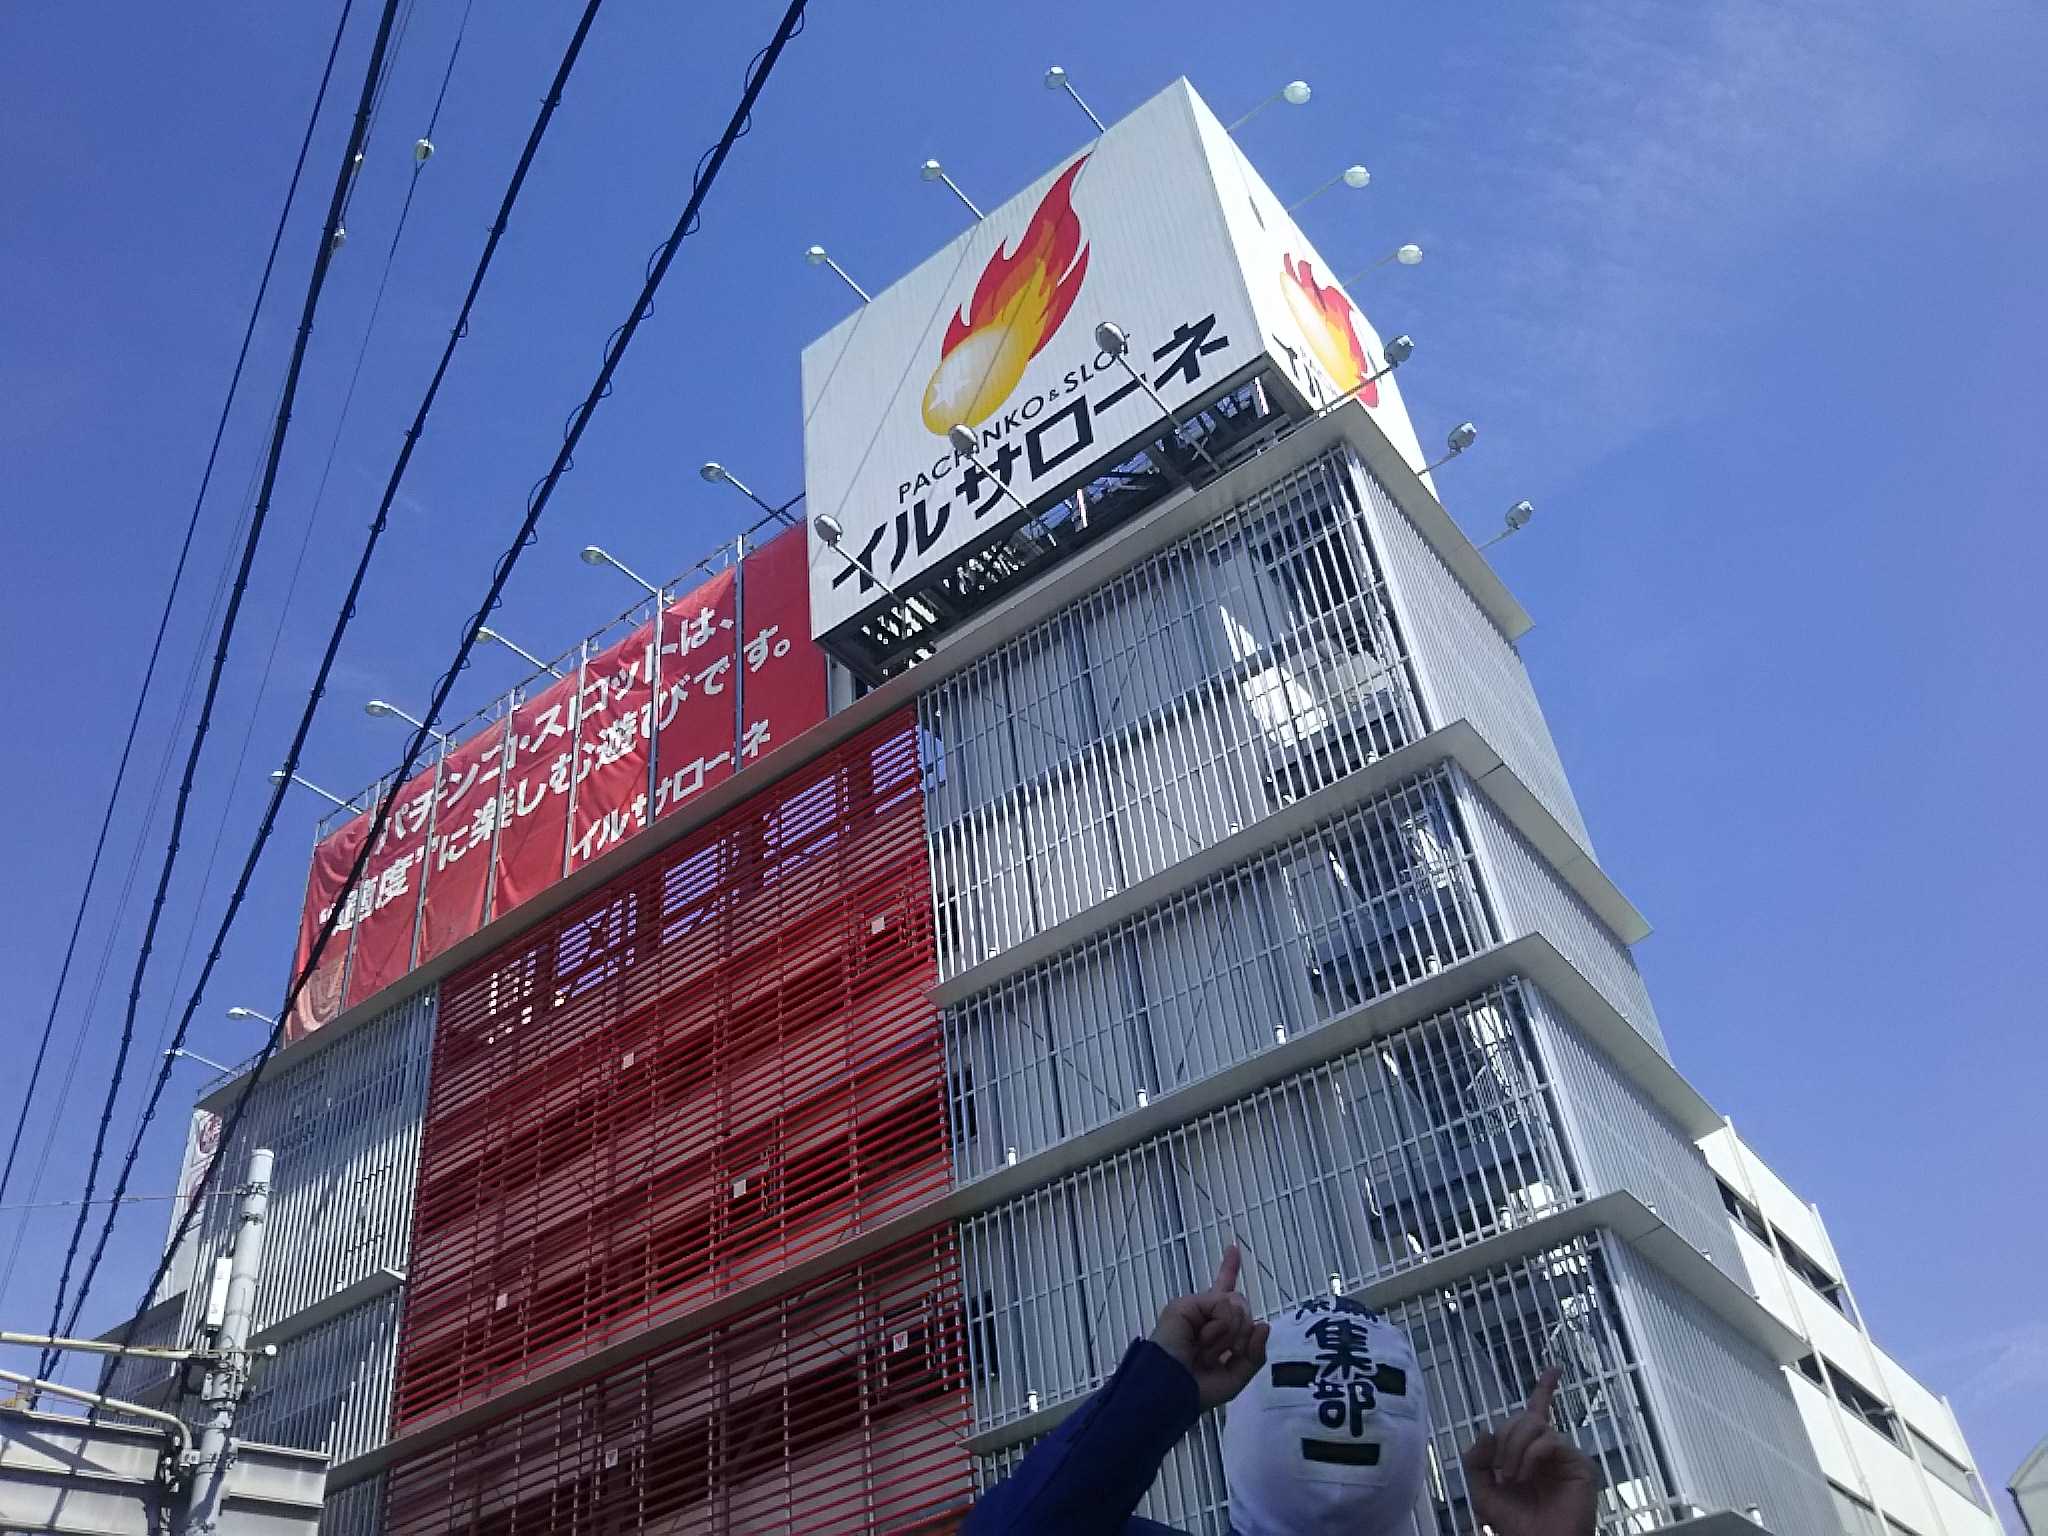 PACHINKO & SLOT
イルサローネ
パチンコ・スロットは、
"適度"に楽しむ遊びです。
イルサローネ
集部